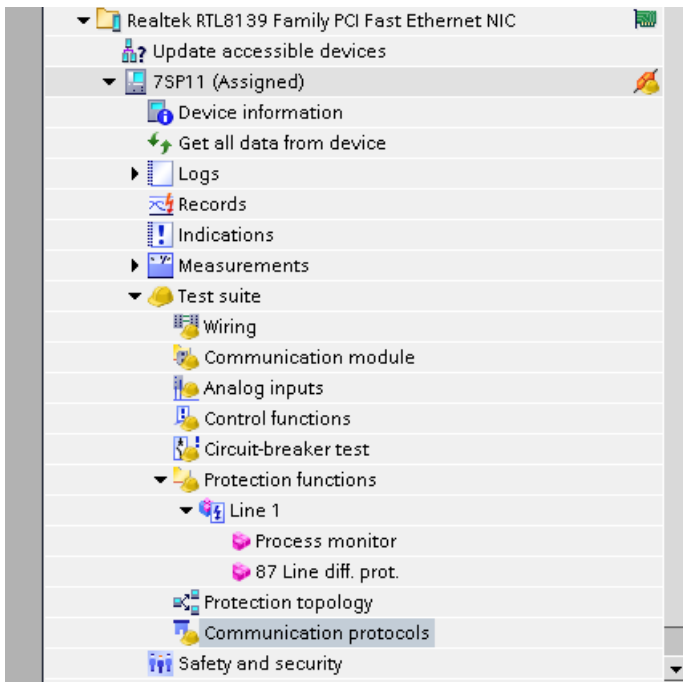 Realtek RTL8139 Family PCI Fast Ethernet NIC
Update accessible devices
7SP11 (Assigned)
Device information
Get all data from device
Logs
Records
Indications
Measurements
Test suite
Wiring
Communication module
Analog inputs
Control functions
Circuit-breaker test
Protection functions
Line 1
Process monitor
87 Line diff. prot.
Protection topology
Communication protocols
Safety and security